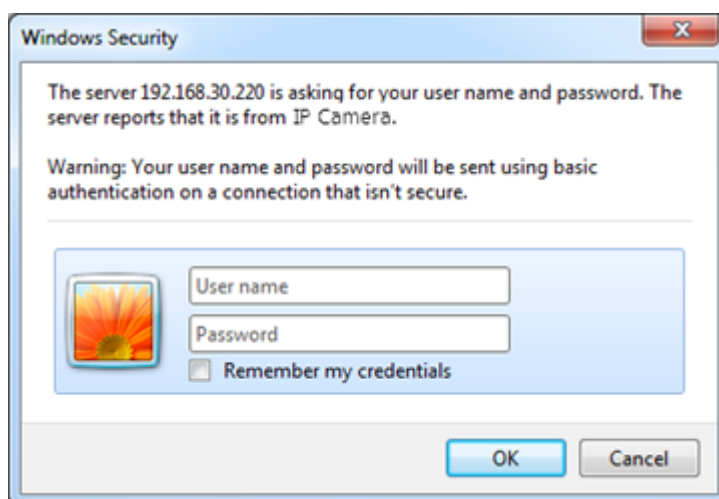 Windows Security
The server 192.168.30.220 is asking for your user name and password. The
server reports that it is from IP Camera.
Warning: Your user name and password will be sent using basic
authentication on a connection that isn't secure.
User name
Password
Remember my credentials
OK
Cancel